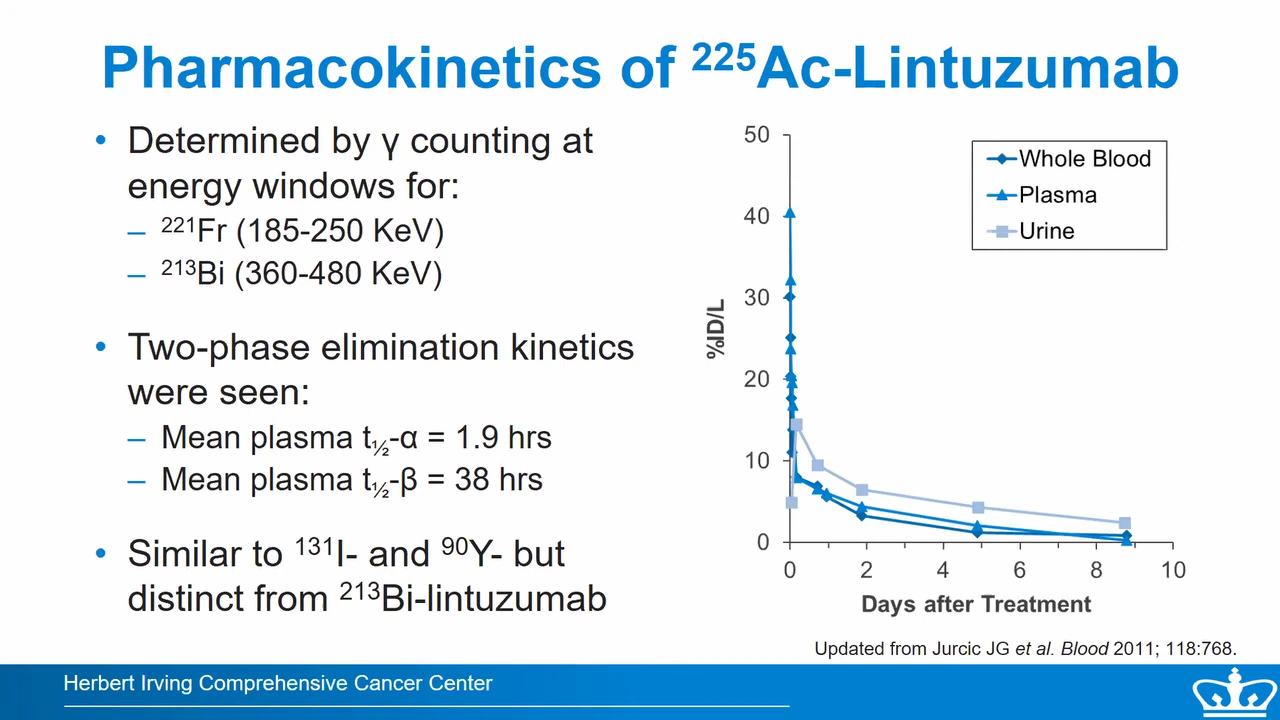 Pharmacokinetics of ²²⁵Ac-Lintuzumab
• Determined by γ counting at
energy windows for:
– ²²¹Fr (185-250 KeV)
– ²¹³Bi (360-480 KeV)
• Two-phase elimination kinetics
were seen:
– Mean plasma t½-α = 1.9 hrs
– Mean plasma t½-β = 38 hrs
• Similar to ¹³¹I- and ⁹⁰Y- but
distinct from ²¹³Bi-lintuzumab
50
40
30
20
10
0
%ID/L
Whole Blood
Plasma
Urine
0 2 4 6 8 10
Days after Treatment
Updated from Jurcic JG et al. Blood 2011; 118:768.
Herbert Irving Comprehensive Cancer Center